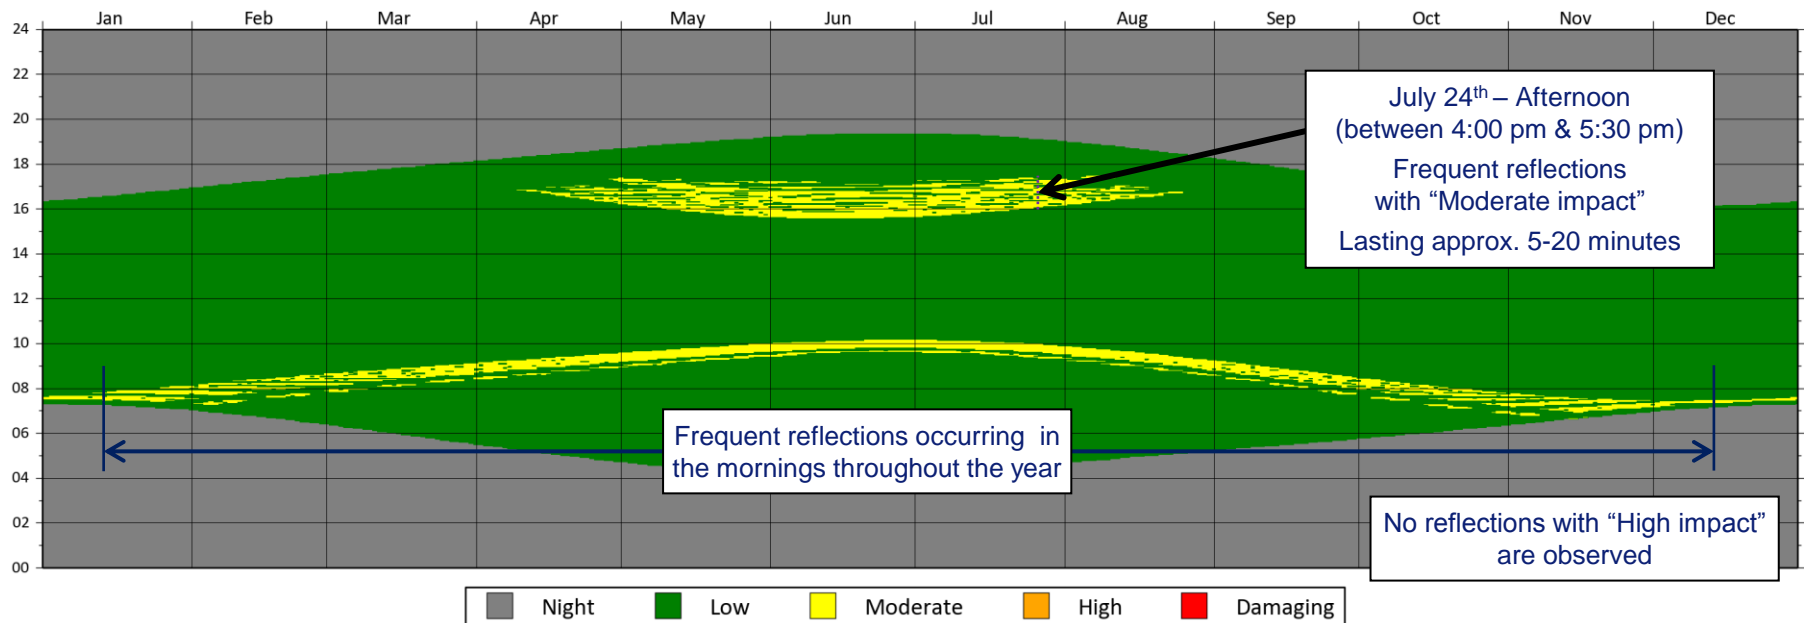 Jan Feb Mar Apr May Jun Jul Aug Sep Oct Nov Dec
24
22
20
18
16
14
12
10
08
06
04
02
00
July 24th – Afternoon
(between 4:00 pm & 5:30 pm)
Frequent reflections
with “Moderate impact”
Lasting approx. 5-20 minutes
Frequent reflections occurring in
the mornings throughout the year
No reflections with “High impact”
are observed
Night Low Moderate High Damaging